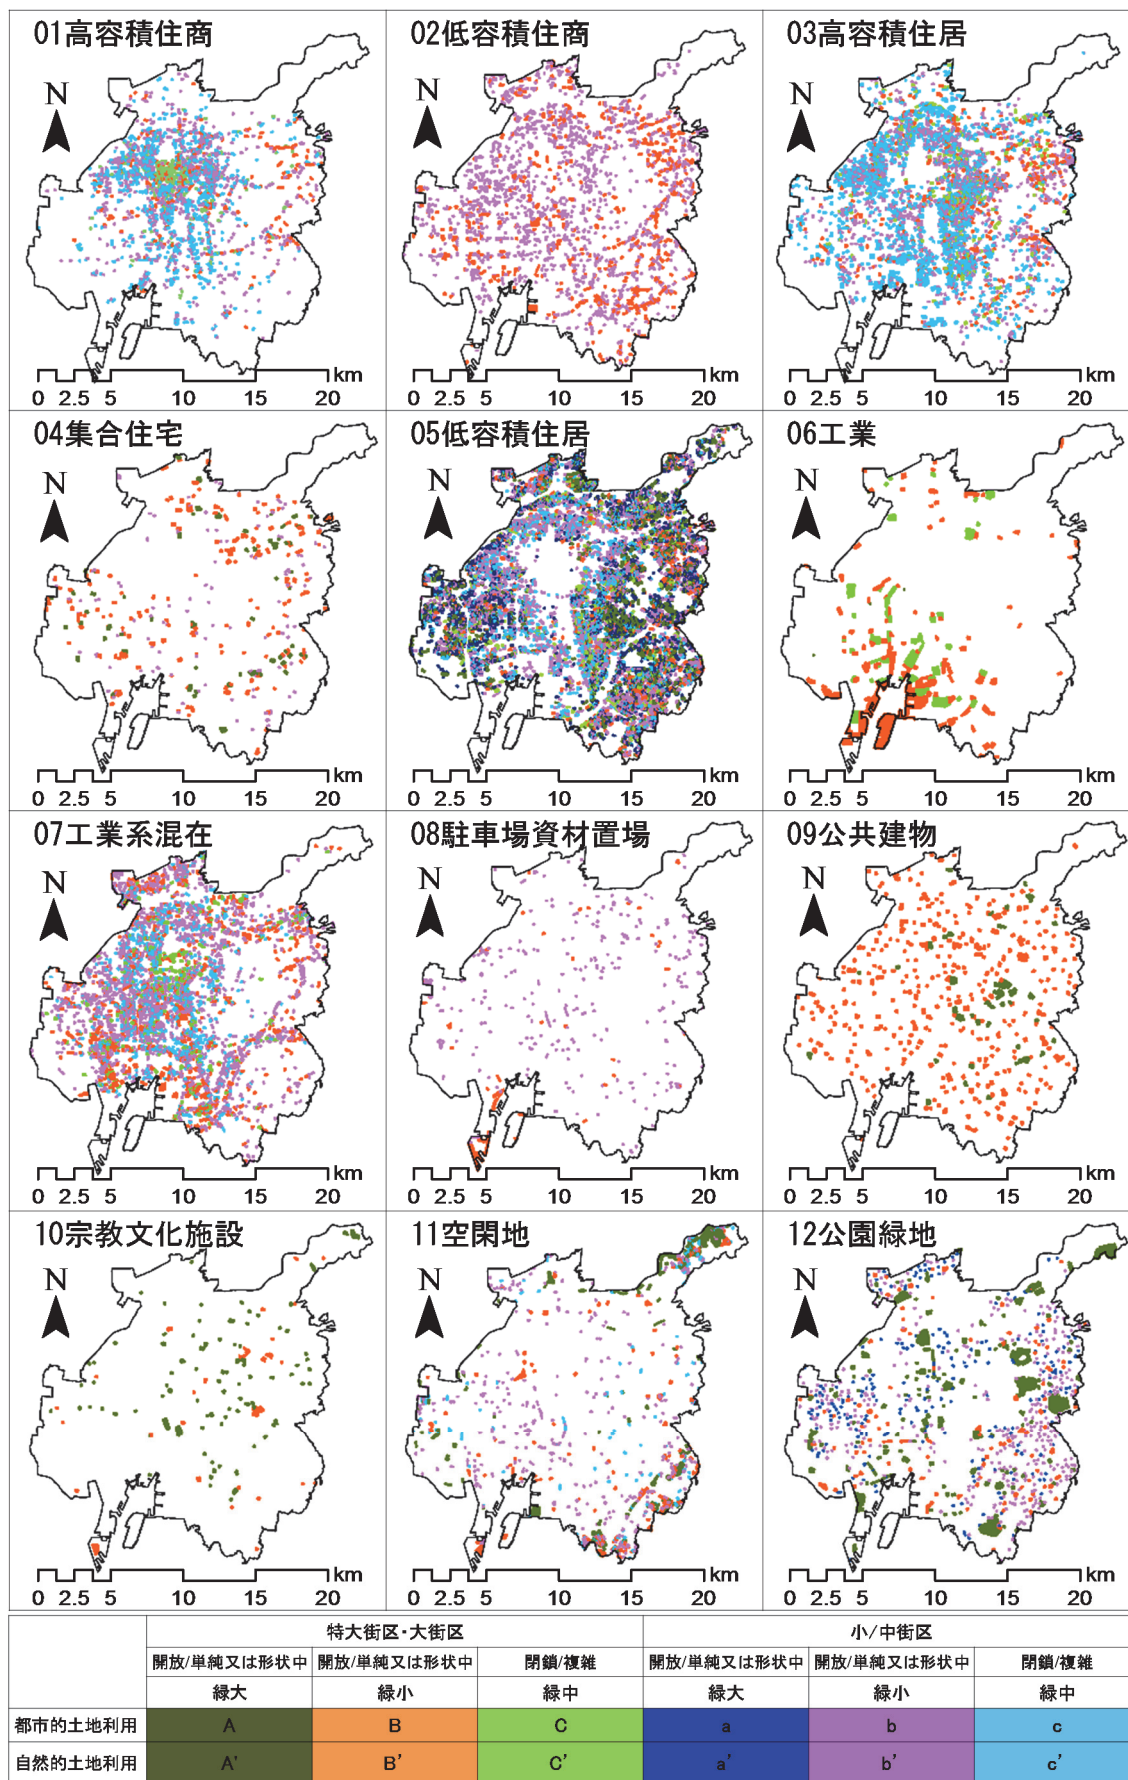 01高容積住商
N
0 2.5 5 10 15 20 km
02低容積住商
N
0 2.5 5 10 15 20 km
03高容積住居
N
0 2.5 5 10 15 20 km
04集合住宅
N
0 2.5 5 10 15 20 km
05低容積住居
N
0 2.5 5 10 15 20 km
06工業
N
0 2.5 5 10 15 20 km
07工業系混在
N
0 2.5 5 10 15 20 km
08駐車場資材置場
N
0 2.5 5 10 15 20 km
09公共建物
N
0 2.5 5 10 15 20 km
10宗教文化施設
N
0 2.5 5 10 15 20 km
11空閑地
N
0 2.5 5 10 15 20 km
12公園緑地
N
0 2.5 5 10 15 20 km
特大街区・大街区 小/中街区
開放/単純又は形状中 開放/単純又は形状中 閉鎖/複雑 開放/単純又は形状中 開放/単純又は形状中 閉鎖/複雑
緑大 緑小 緑中 緑大 緑小 緑中
都市的土地利用 A B C a b c
自然的土地利用 A' B' C' a' b' c'